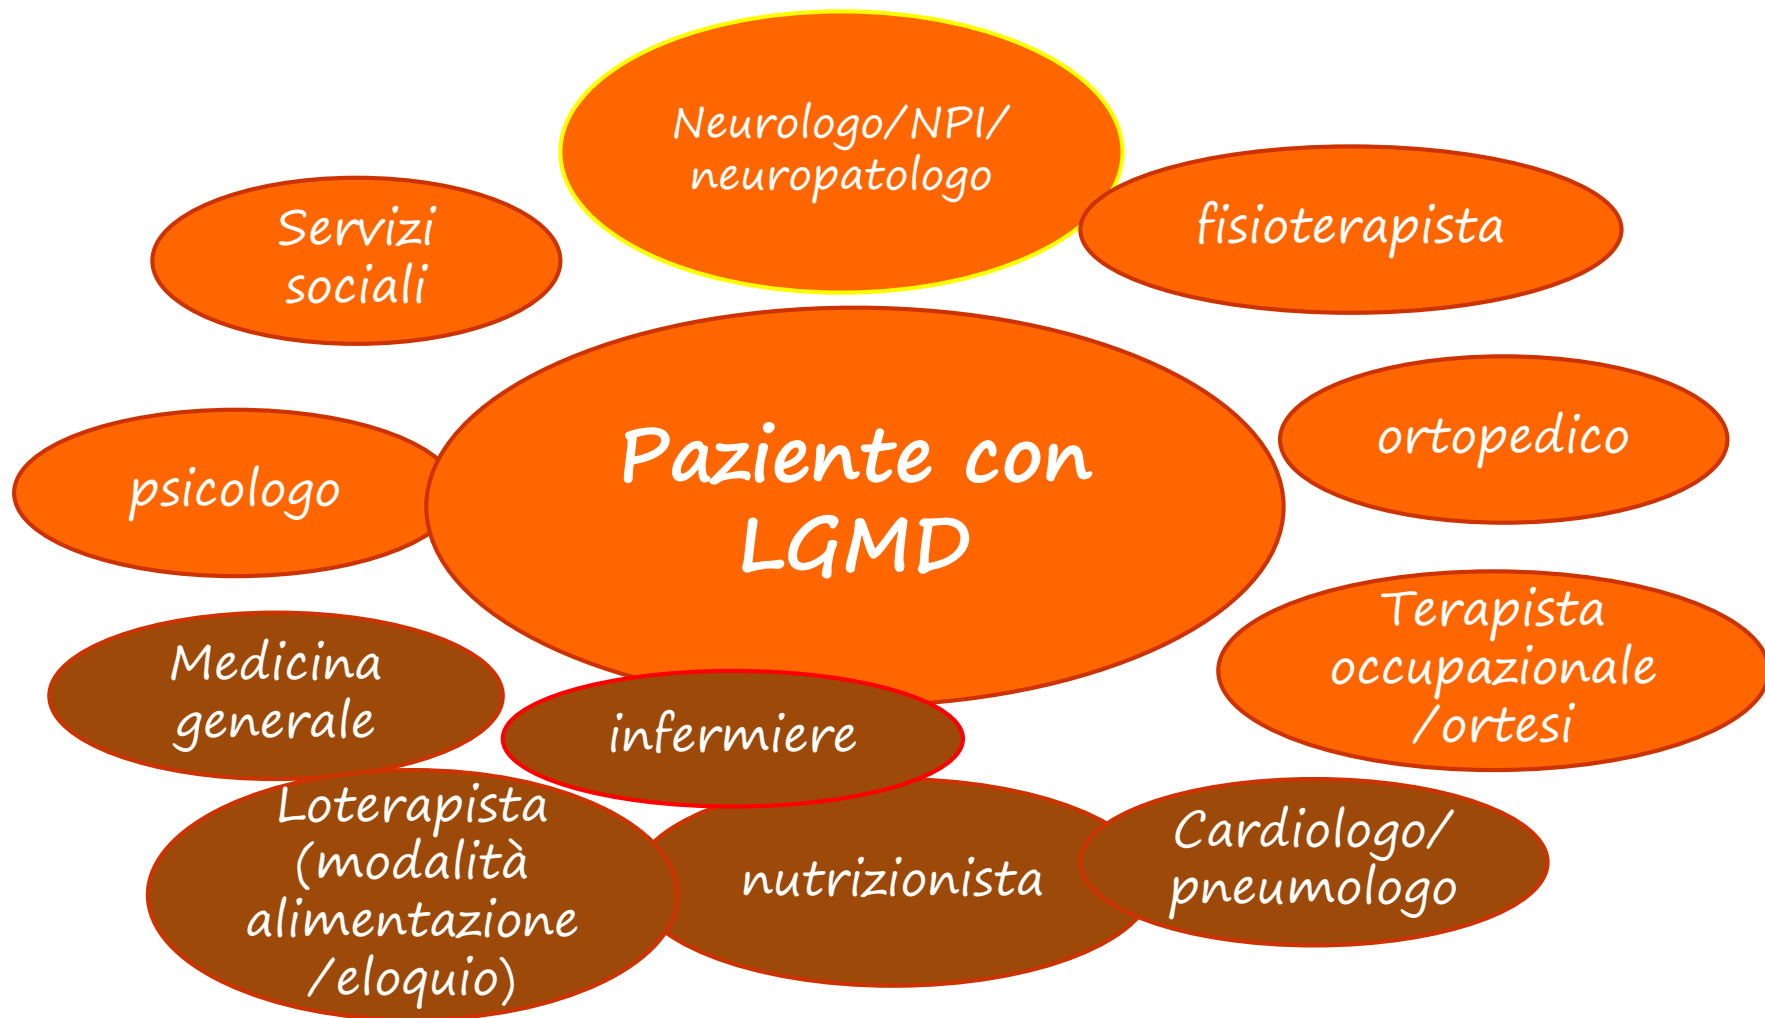 Neurologo/NPI/
neuropatologo
fisioterapista
Servizi
sociali
Paziente con
LGMD
ortopedico
psicologo
Terapista
occupazionale
/ortesi
Medicina
generale
infermiere
Loterapista
(modalità
alimentazione
/eloquio)
nutrizionista
Cardiologo/
pneumologo